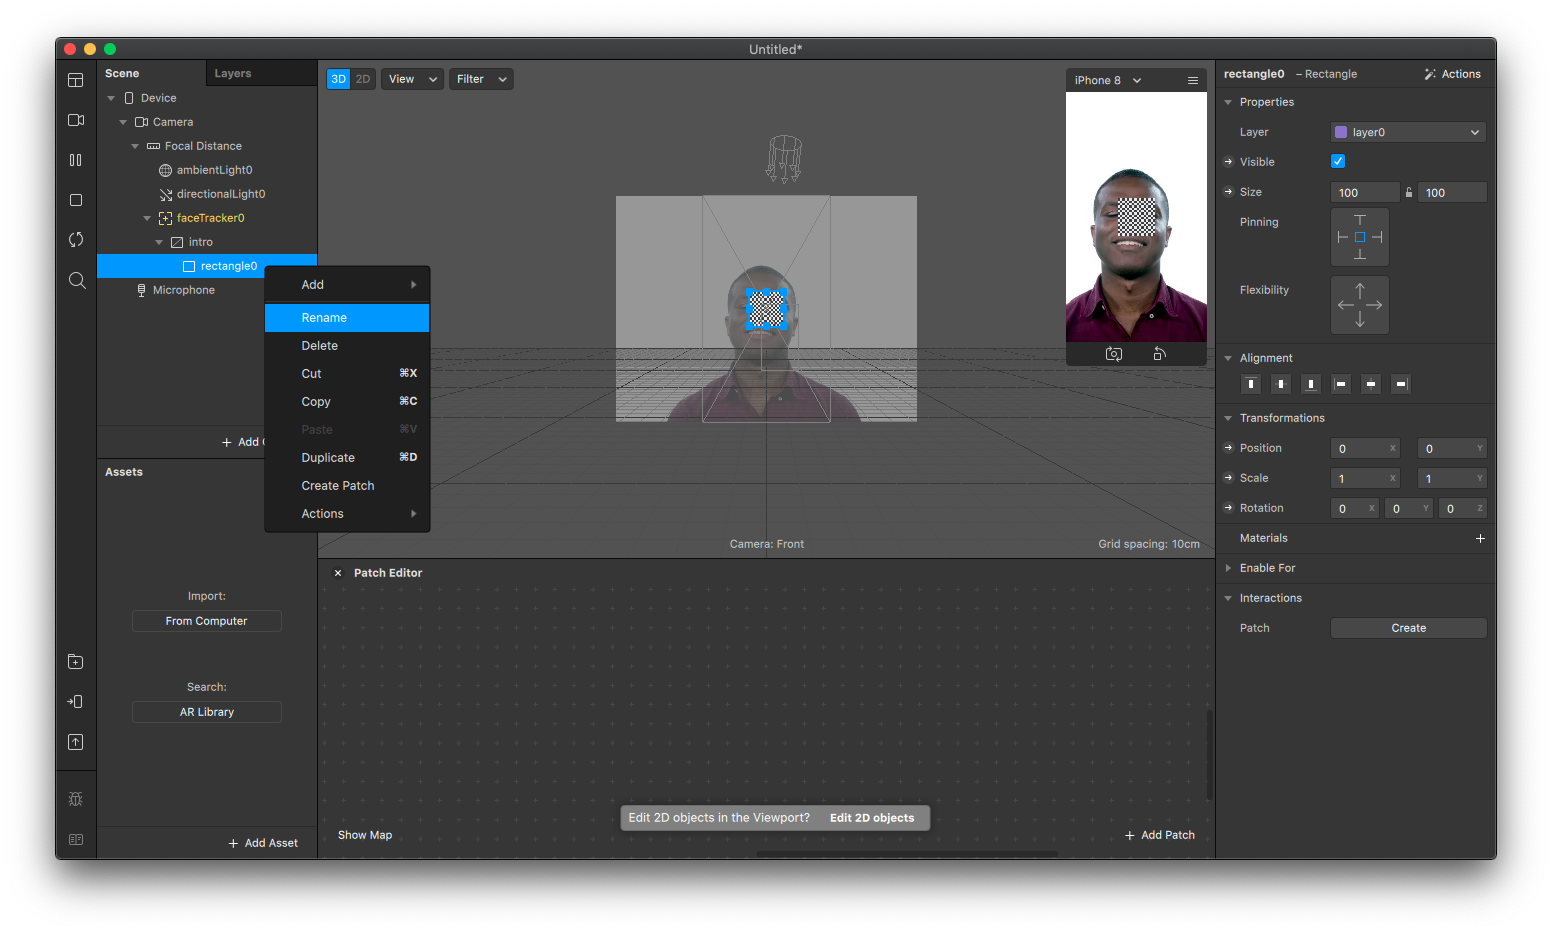 Untitled*
Scene
Layers
Device
Camera
Focal Distance
ambientLight0
directionalLight0
faceTracker0
intro
rectangle0
Microphone
Add
Rename
Delete
Cut ⌘X
Copy ⌘C
Paste ⌘V
Duplicate ⌘D
Create Patch
Actions
+ Add
Assets
Import:
From Computer
Search:
AR Library
+ Add Asset
3D 2D View Filter
iPhone 8
Camera: Front
Grid spacing: 10cm
Patch Editor
Edit 2D objects in the Viewport? Edit 2D objects
Show Map
+ Add Patch
rectangle0 – Rectangle
Actions
Properties
Layer layer0
Visible
Size 100 100
Pinning
Flexibility
Alignment
Transformations
Position 0 X 0 Y
Scale 1 X 1 Y
Rotation 0 X 0 Y 0 Z
Materials +
Enable For
Interactions
Patch Create